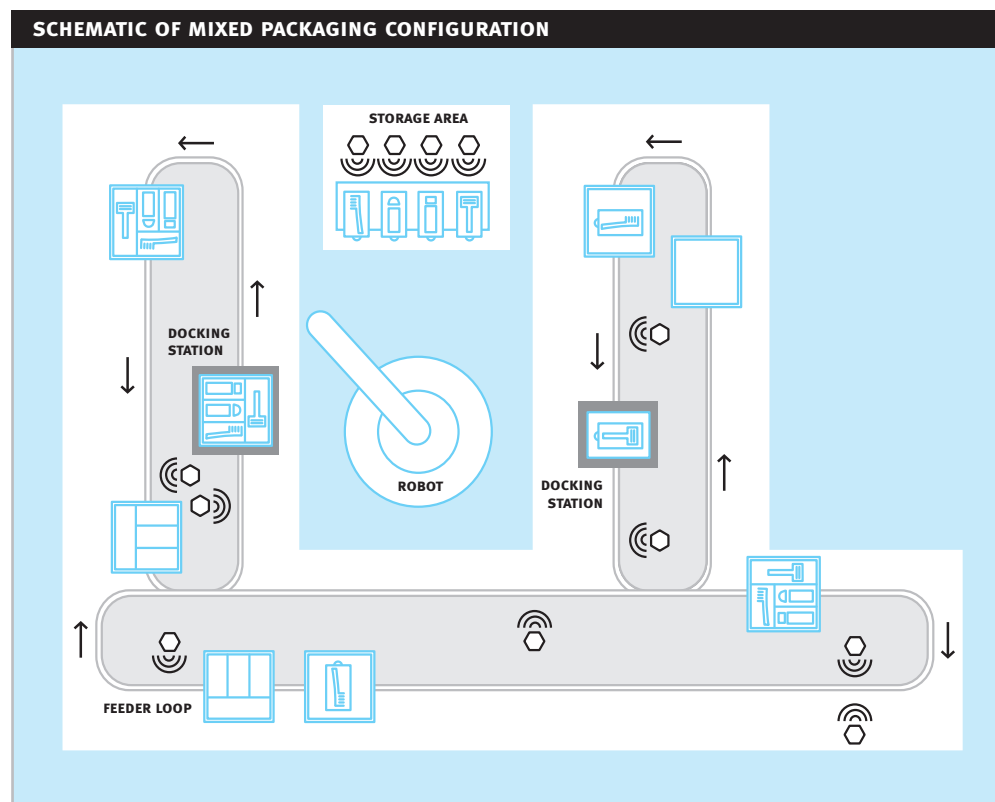 SCHEMATIC OF MIXED PACKAGING CONFIGURATION
STORAGE AREA
DOCKING
STATION
ROBOT
DOCKING
STATION
FEEDER LOOP